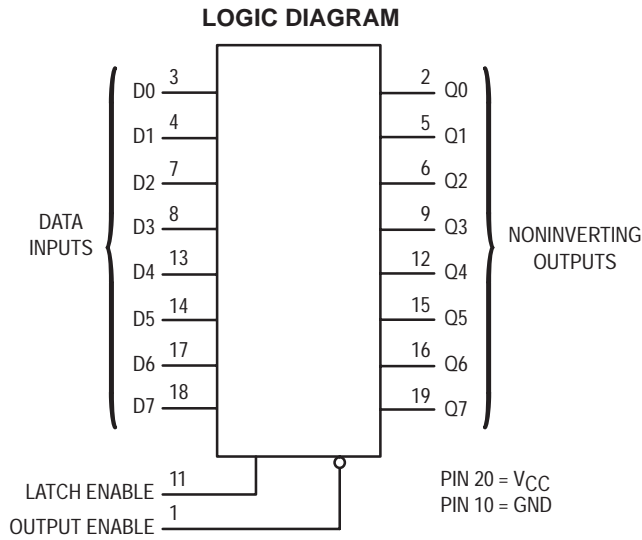 LOGIC DIAGRAM
D0 3
2 Q0
D1 4
5 Q1
D2 7
6 Q2
D3 8
9 Q3
DATA
INPUTS
NONINVERTING
OUTPUTS
D4 13
12 Q4
D5 14
15 Q5
D6 17
16 Q6
D7 18
19 Q7
LATCH ENABLE 11
OUTPUT ENABLE 1
PIN 20 = VCC
PIN 10 = GND